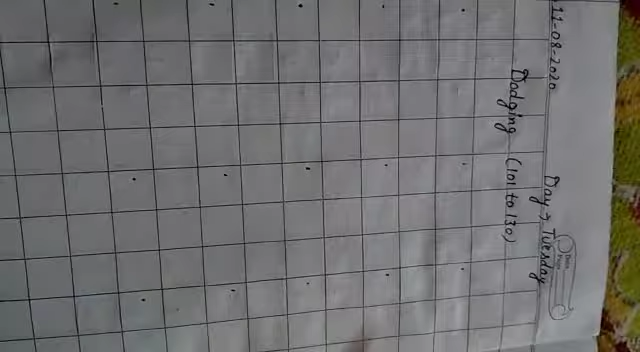 11-08-2020 Day → Tuesday
Dodging (101 to 130)